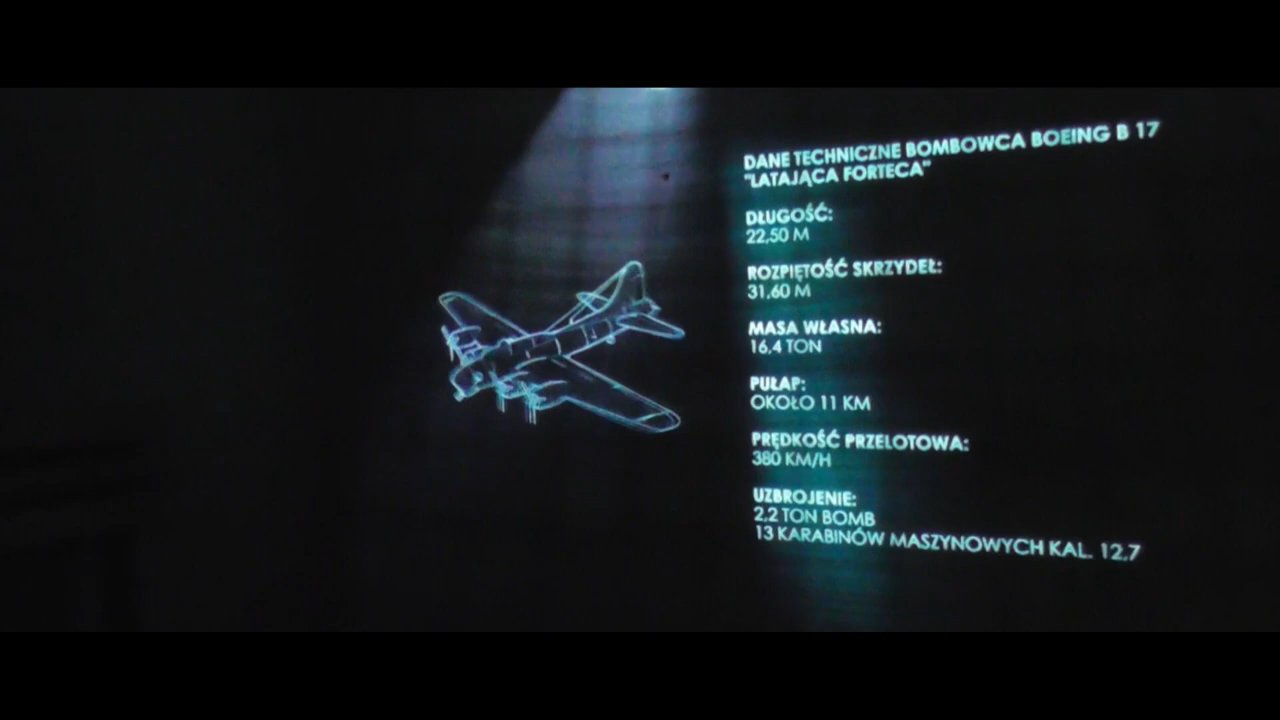 DANE TECHNICZNE BOMBOWCA BOEING B 17
"LATAJĄCA FORTECA"
DŁUGOŚĆ:
22,50 M
ROZPIĘTOŚĆ SKRZYDEŁ:
31,60 M
MASA WŁASNA:
16,4 TON
PUŁAP:
OKOŁO 11 KM
PRĘDKOŚĆ PRZELOTOWA:
380 KM/H
UZBROJENIE:
2,2 TON BOMB
13 KARABINÓW MASZYNOWYCH KAL. 12,7